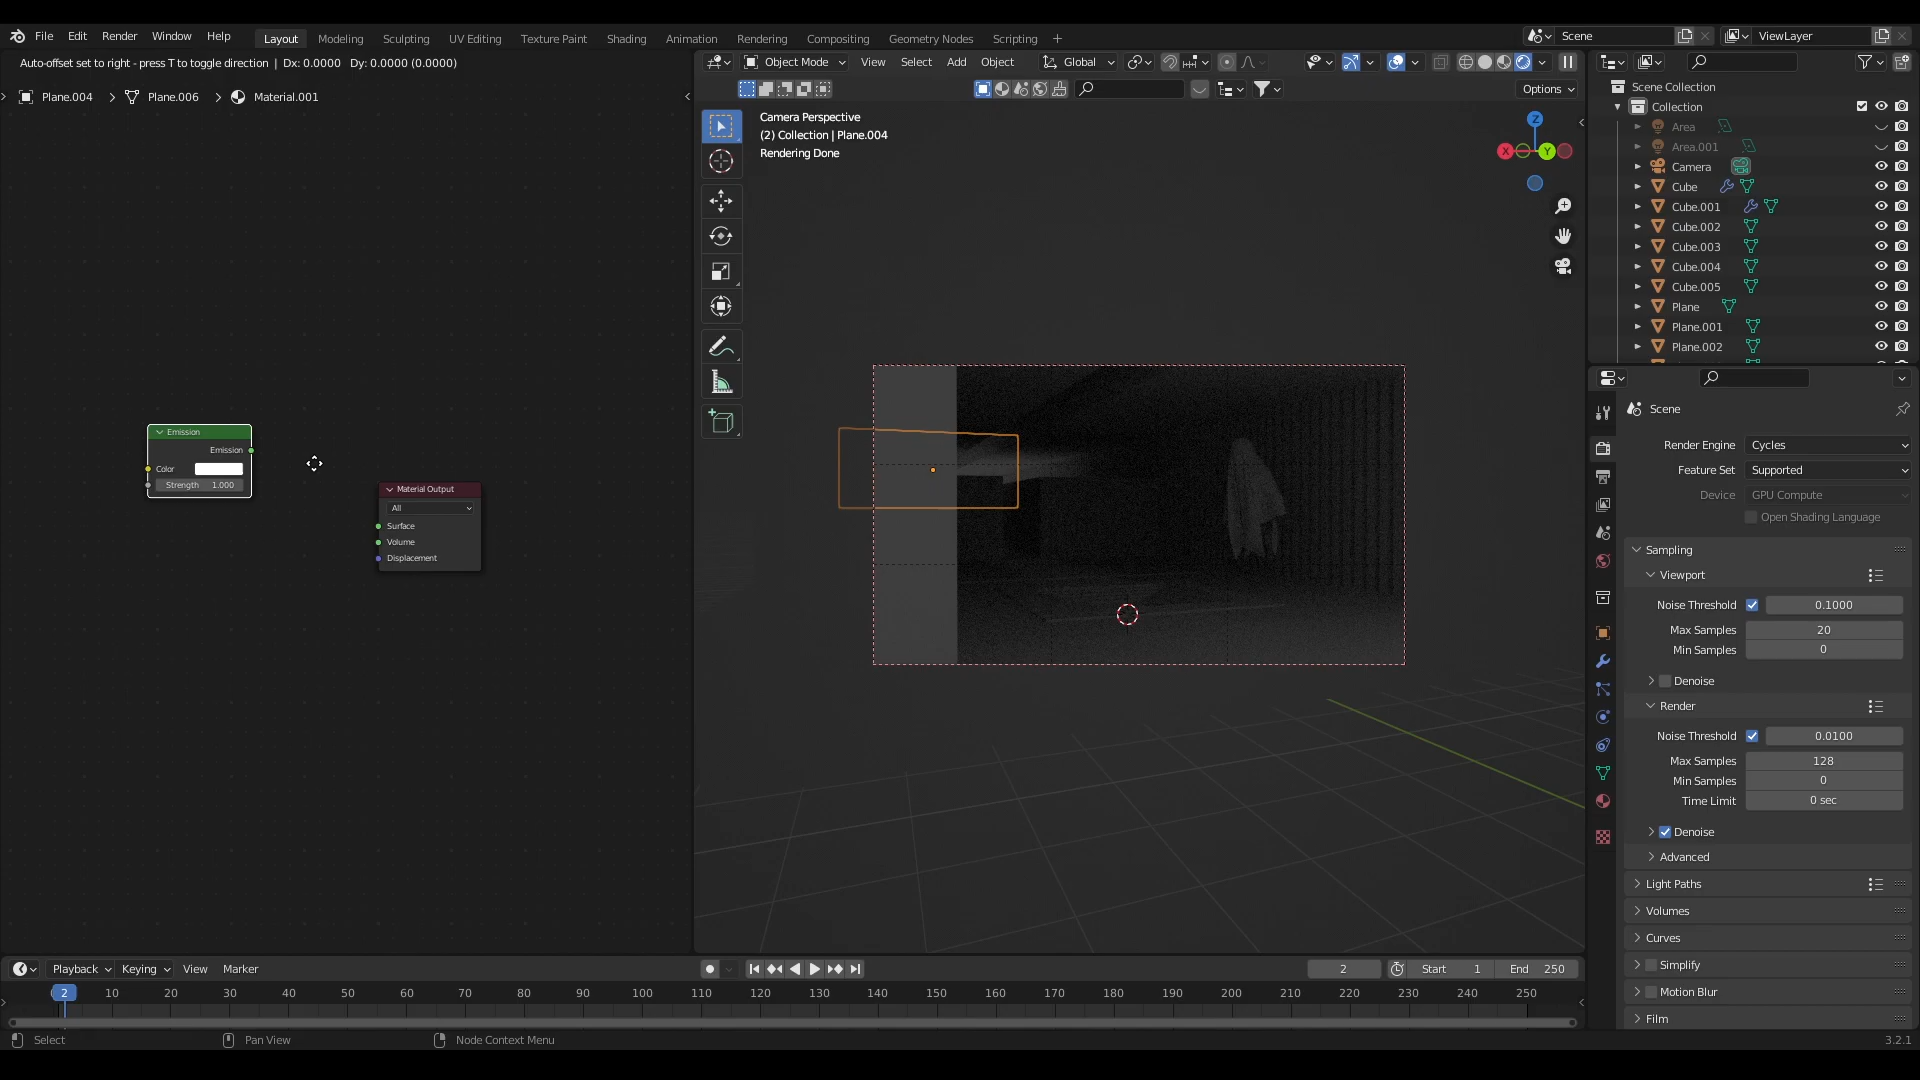 File Edit Render Window Help Layout Modeling Sculpting UV Editing Texture Paint Shading Animation Rendering Compositing Geometry Nodes Scripting + Scene ViewLayer
Auto-offset set to right - press T to toggle direction | Dx: 0.0000 Dy: 0.0000 (0.0000)
Object Mode View Select Add Object Global
Plane.004 > Plane.006 > Material.001
Options
Camera Perspective
(2) Collection | Plane.004
Rendering Done
Z
X
Y
Emission
Emission
Color
Strength 1.000
Material Output
All
Surface
Volume
Displacement
Scene Collection
Collection
Area
Area.001
Camera
Cube
Cube.001
Cube.002
Cube.003
Cube.004
Cube.005
Plane
Plane.001
Plane.002
Scene
Render Engine Cycles
Feature Set Supported
Device GPU Compute
Open Shading Language
Sampling
Viewport
Noise Threshold 0.1000
Max Samples 20
Min Samples 0
Denoise
Render
Noise Threshold 0.0100
Max Samples 128
Min Samples 0
Time Limit 0 sec
Denoise
Advanced
Light Paths
Volumes
Curves
Simplify
Motion Blur
Film
Playback Keying View Marker 2 Start 1 End 250
2 10 20 30 40 50 60 70 80 90 100 110 120 130 140 150 160 170 180 190 200 210 220 230 240 250
Select Pan View Node Context Menu 3.2.1